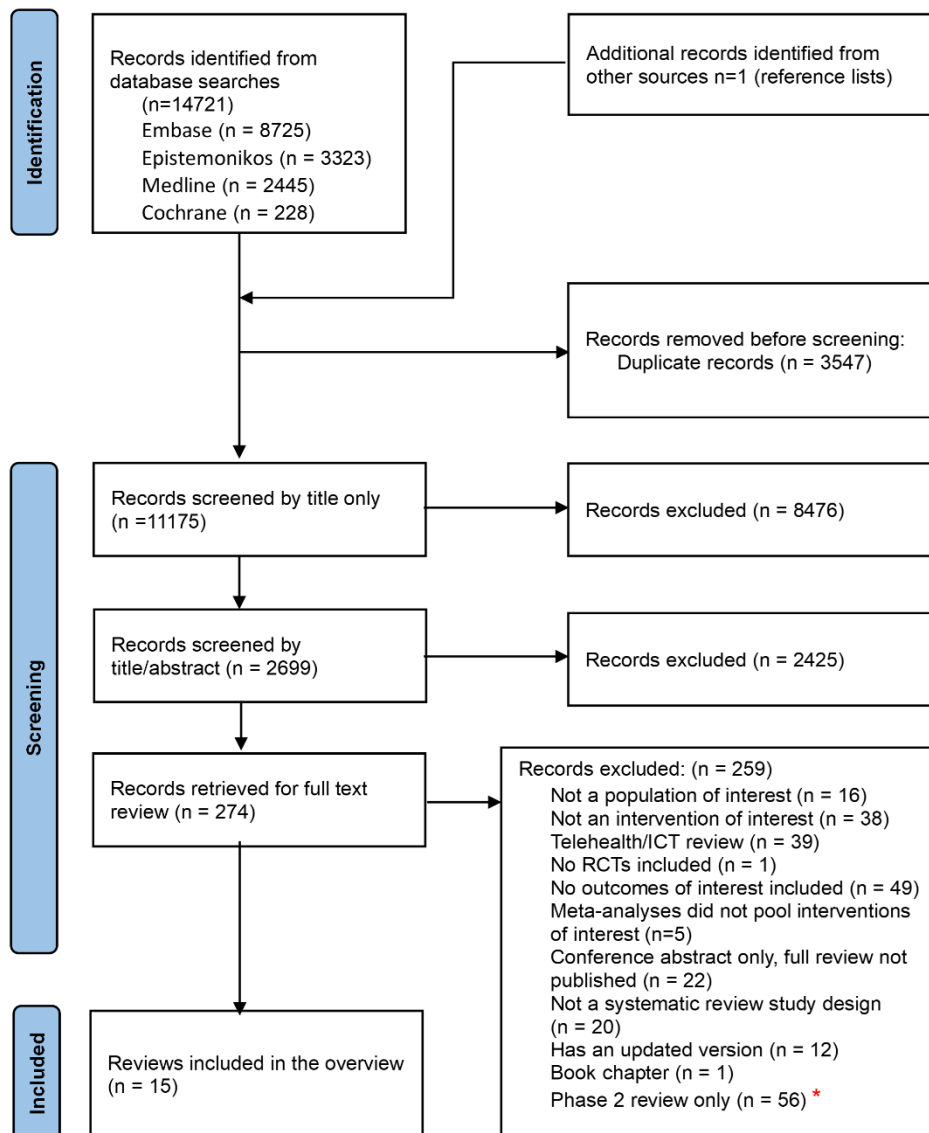 Identification
Records identified from
database searches
(n=14721)
Embase (n = 8725)
Epistemonikos (n = 3323)
Medline (n = 2445)
Cochrane (n = 228)
Additional records identified from
other sources n=1 (reference lists)
Records removed before screening:
Duplicate records (n = 3547)
Screening
Records screened by title only
(n =11175)
Records excluded (n = 8476)
Records screened by
title/abstract (n = 2699)
Records excluded (n = 2425)
Records retrieved for full text
review (n = 274)
Records excluded: (n = 259)
Not a population of interest (n = 16)
Not an intervention of interest (n = 38)
Telehealth/ICT review (n = 39)
No RCTs included (n = 1)
No outcomes of interest included (n = 49)
Meta-analyses did not pool interventions
of interest (n=5)
Conference abstract only, full review not
published (n = 22)
Not a systematic review study design
(n = 20)
Has an updated version (n = 12)
Book chapter (n = 1)
Phase 2 review only (n = 56) *
Included
Reviews included in the overview
(n = 15)